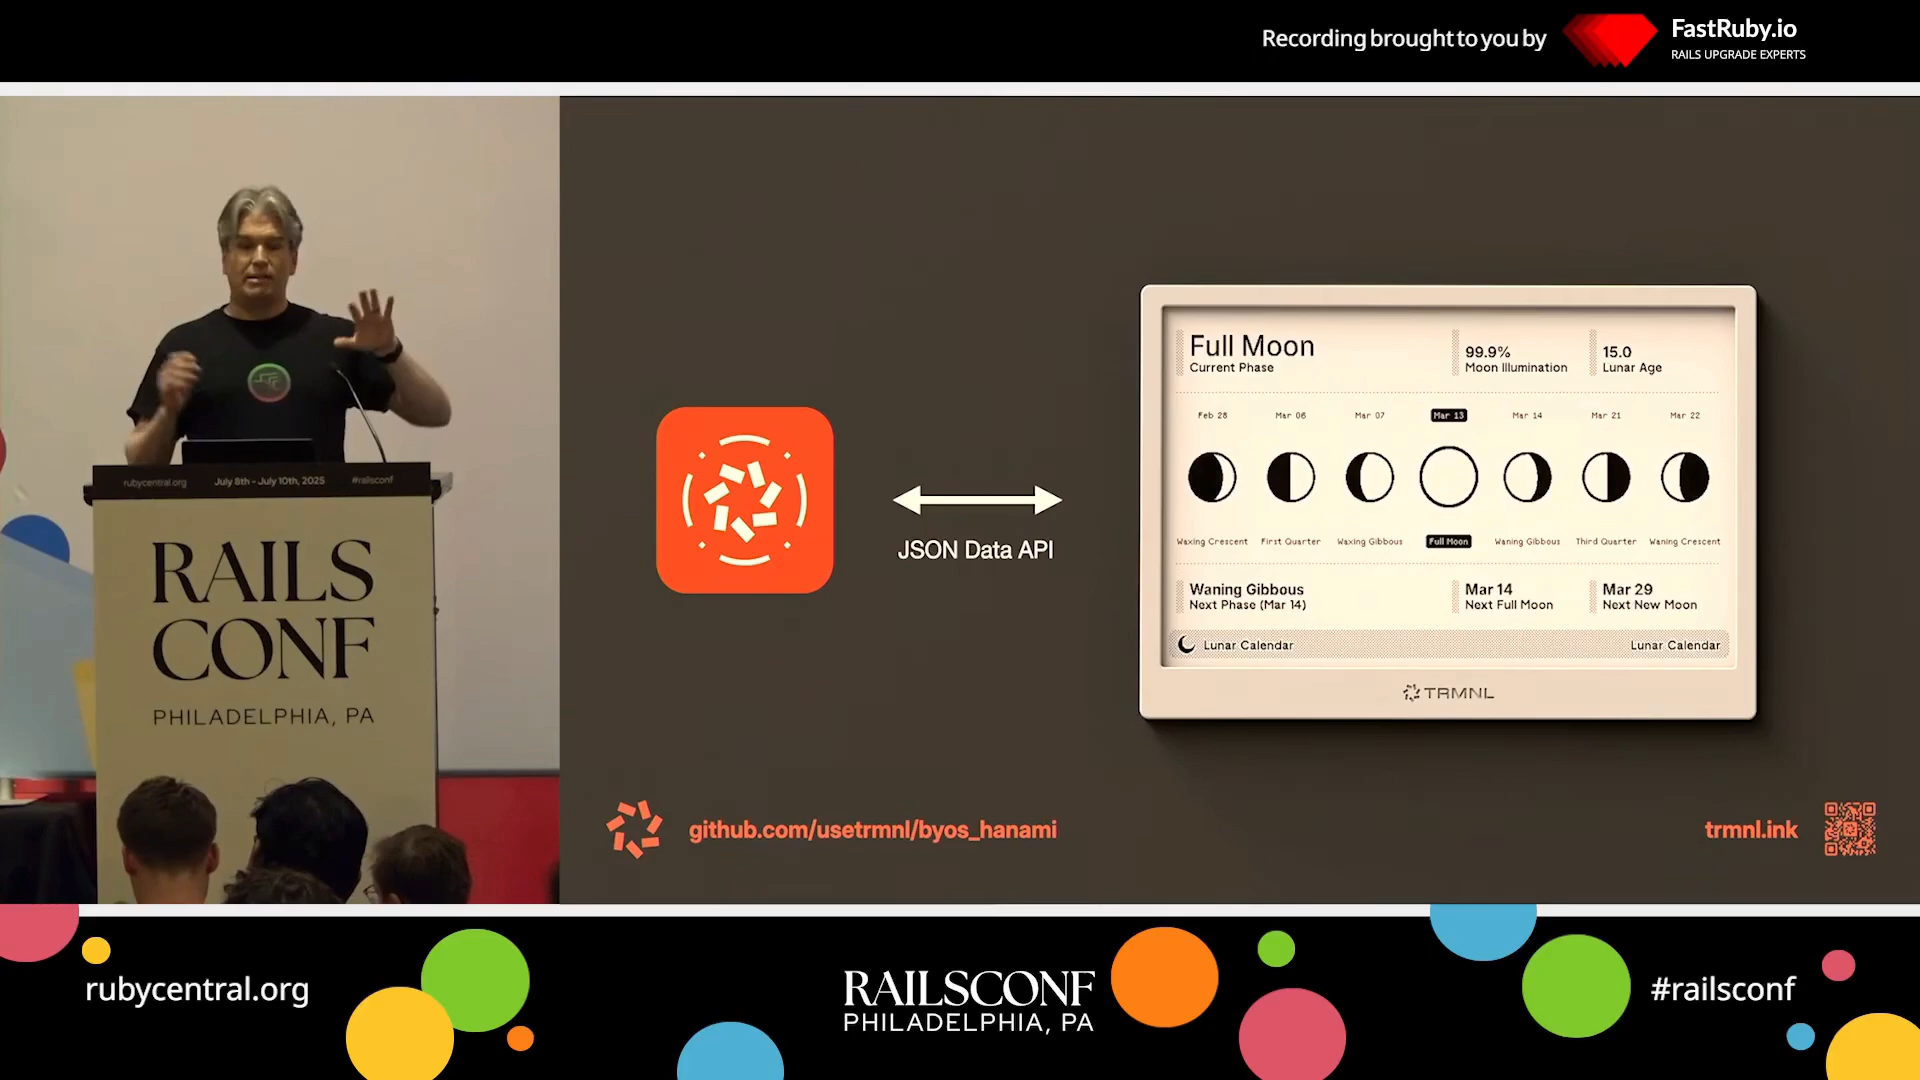 Recording brought to you by
FastRuby.io
RAILS UPGRADE EXPERTS
rubycentral.org
July 8th - July 10th, 2025
#railsconf
RAILS
CONF
PHILADELPHIA, PA
JSON Data API
Full Moon
Current Phase
99.9%
Moon Illumination
15.0
Lunar Age
Feb 28
Mar 06
Mar 07
Mar 13
Mar 14
Mar 21
Mar 22
Waxing Crescent
First Quarter
Waxing Gibbous
Full Moon
Waning Gibbous
Third Quarter
Waning Crescent
Waning Gibbous
Next Phase (Mar 14)
Mar 14
Next Full Moon
Mar 29
Next New Moon
Lunar Calendar
Lunar Calendar
TRMNL
github.com/usetrmnl/byos_hanami
trmnl.ink
rubycentral.org
RAILSCONF
PHILADELPHIA, PA
#railsconf